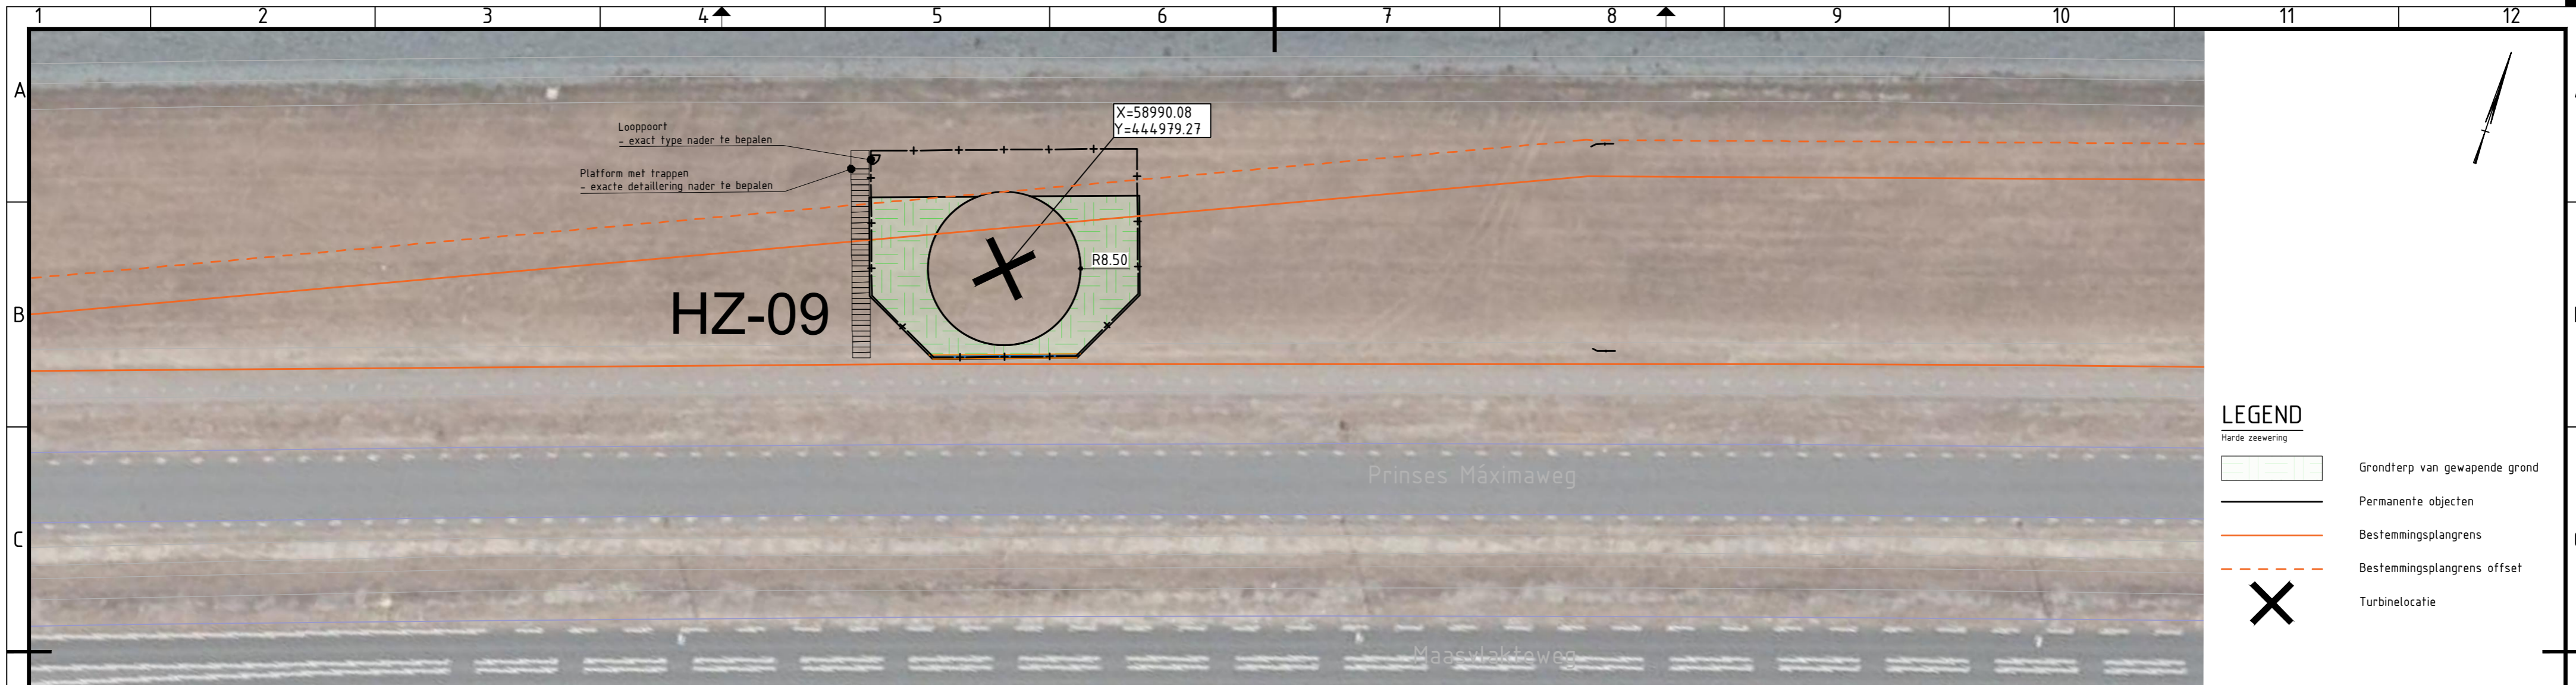 1 2 3 4 5 6 7 8 9 10 11 12
A
X=58990.08
Y=444979.27
Looppoort
- exact type nader te bepalen
Platform met trappen
- exacte detaillering nader te bepalen
R8.50
HZ-09
B
LEGEND
Harde zeewering
Grondterp van gewapende grond
Prinses Máximaweg
Permanente objecten
Bestemmingsplangrens
C
Bestemmingsplangrens offset
Turbinelocatie
Maasvlakteweg